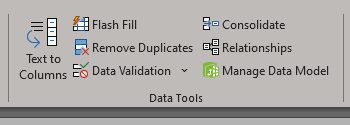 Text to
Columns
Flash Fill
Remove Duplicates
Data Validation
Consolidate
Relationships
Manage Data Model
Data Tools